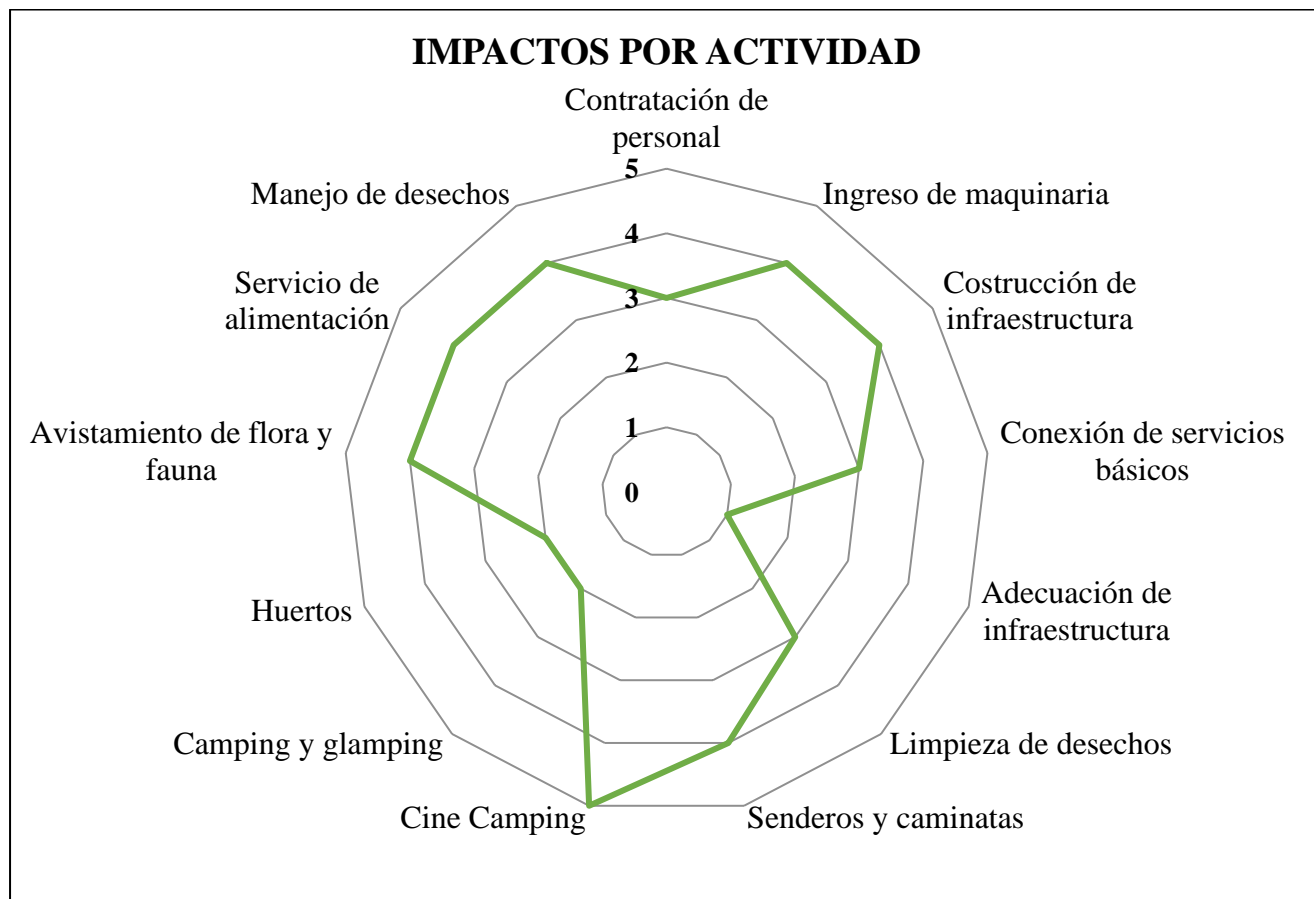 IMPACTOS POR ACTIVIDAD
Contratación de
personal
Ingreso de maquinaria
Costrucción de
infraestructura
Conexión de servicios
básicos
Adecuación de
infraestructura
Limpieza de desechos
Senderos y caminatas
Cine Camping
Camping y glamping
Huertos
Avistamiento de flora y
fauna
Servicio de
alimentación
Manejo de desechos
5
4
3
2
1
0